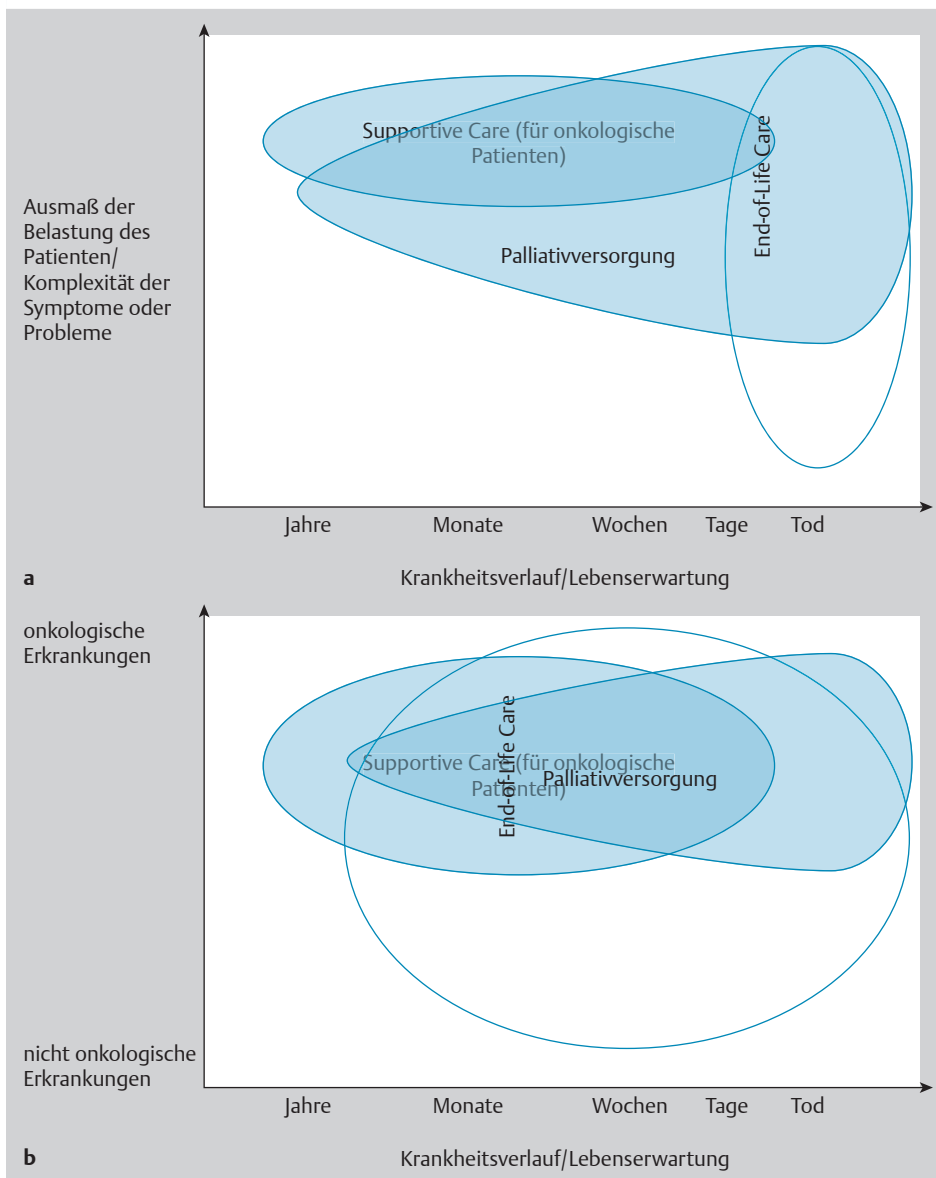 Ausmaß der
Belastung des
Patienten/
Komplexität der
Symptome oder
Probleme
Supportive Care (für onkologische
Patienten)
Palliativversorgung
End-of-Life Care
Jahre Monate Wochen Tage Tod
a Krankheitsverlauf/Lebenserwartung
onkologische
Erkrankungen
Supportive Care (für onkologische
Patienten)
End-of-Life Care
Palliativversorgung
nicht onkologische
Erkrankungen
Jahre Monate Wochen Tage Tod
b Krankheitsverlauf/Lebenserwartung